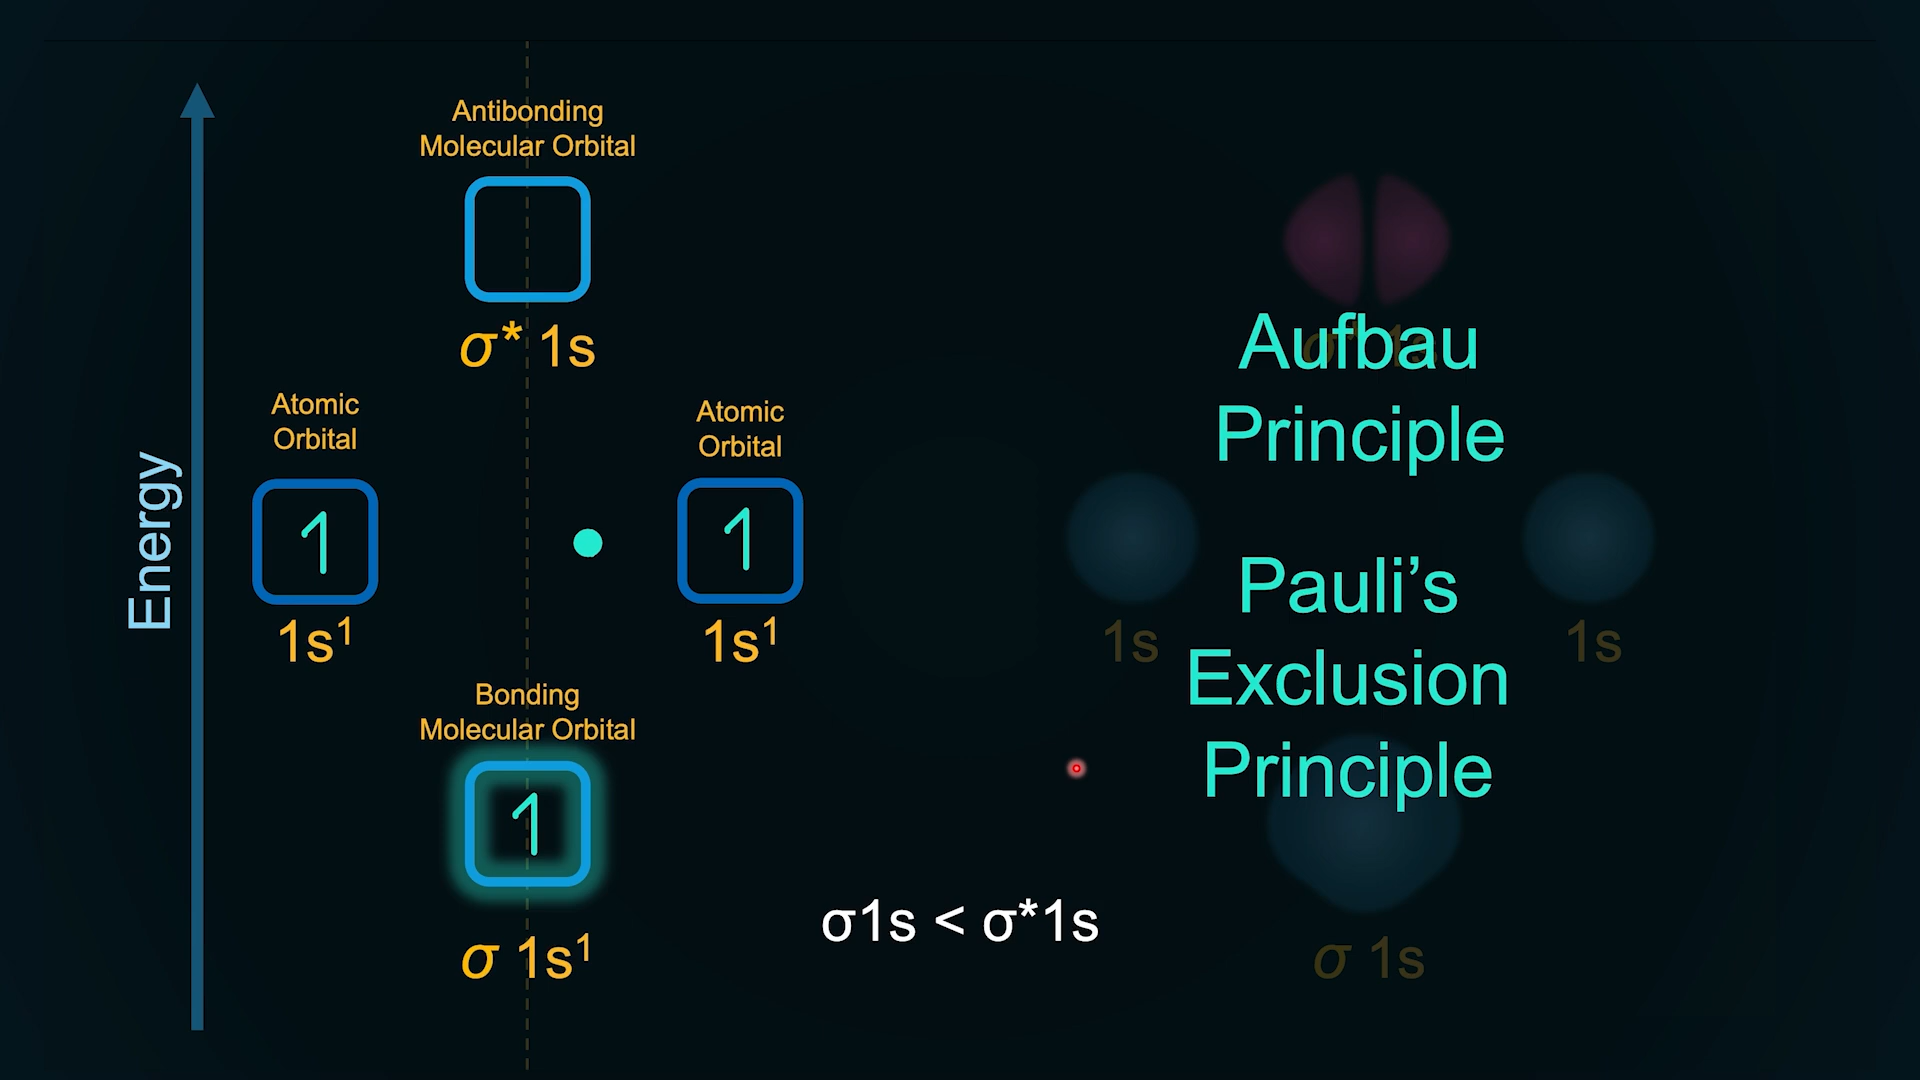 Antibonding
Molecular Orbital
σ* 1s
Atomic
Orbital
1
1s¹
Atomic
Orbital
1
1s¹
Energy
Bonding
Molecular Orbital
1
σ 1s¹
σ1s < σ*1s
σ* 1s
Aufbau
Principle
1s
1s
Pauli’s
Exclusion
Principle
σ 1s